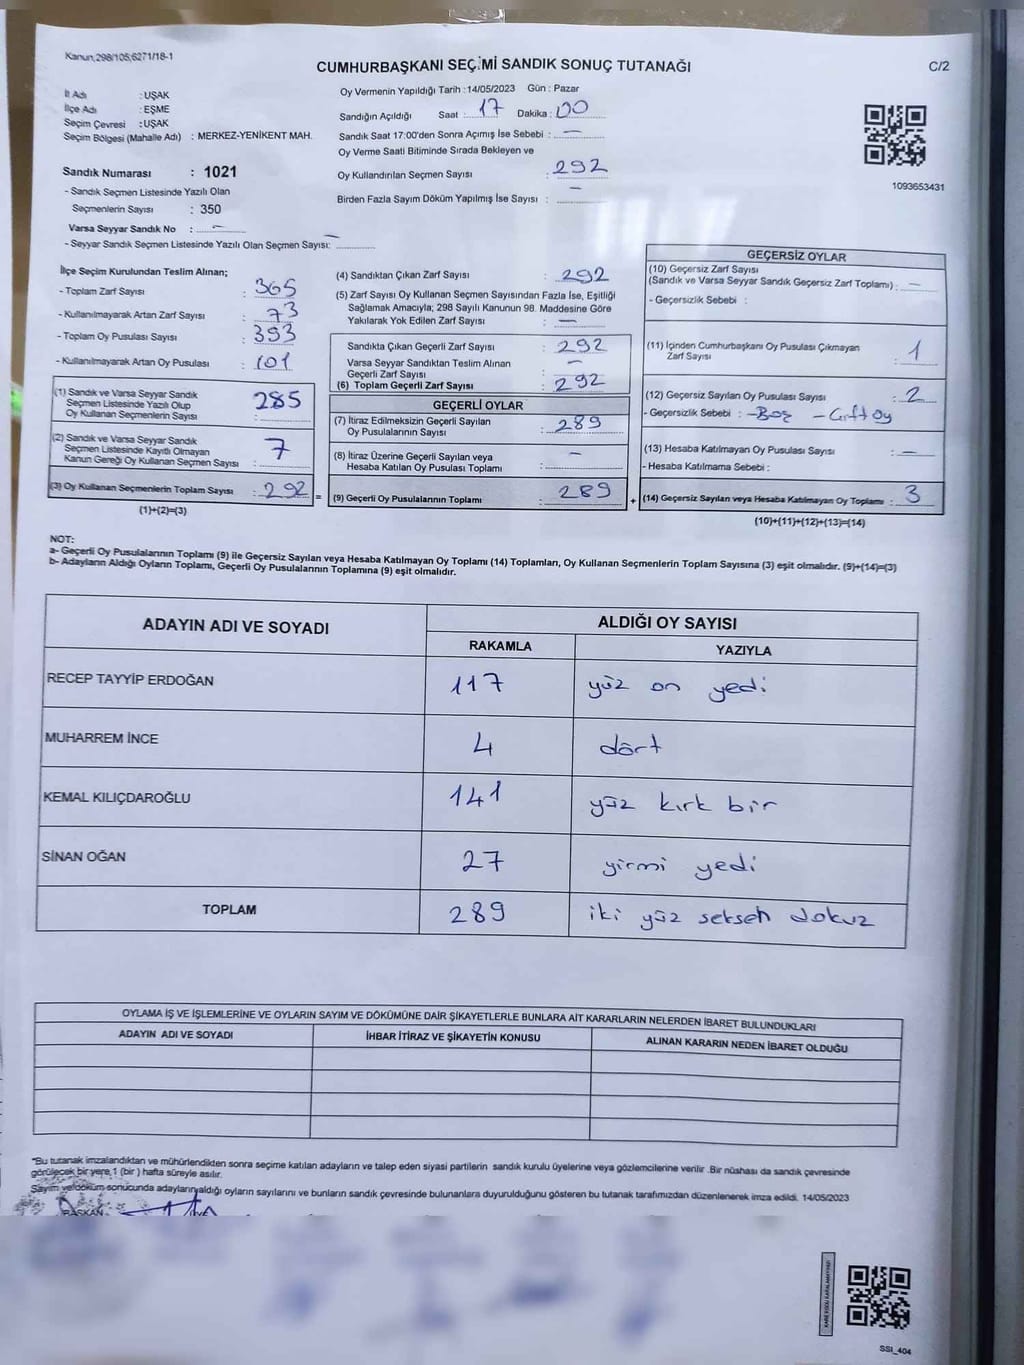 Kanun;298/105;6271/18-1
CUMHURBAŞKANI SEÇİMİ SANDIK SONUÇ TUTANAĞI
C/2
İl Adı : UŞAK
İlçe Adı : EŞME
Seçim Çevresi : UŞAK
Seçim Bölgesi (Mahalle Adı) : MERKEZ-YENİKENT MAH.
Sandık Numarası : 1021
- Sandık Seçmen Listesinde Yazılı Olan
Seçmenlerin Sayısı : 350
Varsa Seyyar Sandık No : -
- Seyyar Sandık Seçmen Listesinde Yazılı Olan Seçmen Sayısı: -
Oy Vermenin Yapıldığı Tarih : 14/05/2023 Gün : Pazar
Sandığın Açıldığı Saat : 17 Dakika : 00
Sandık Saat 17:00'den Sonra Açımış İse Sebebi : -
Oy Verme Saati Bitiminde Sırada Bekleyen ve
Oy Kullandırılan Seçmen Sayısı : 292
Birden Fazla Sayım Döküm Yapılmış İse Sayısı : -
1093653431
İlçe Seçim Kurulundan Teslim Alınan;
- Toplam Zarf Sayısı : 365
- Kullanılmayarak Artan Zarf Sayısı : 73
- Toplam Oy Pusulası Sayısı : 393
- Kullanılmayarak Artan Oy Pusulası : 101
(1) Sandık ve Varsa Seyyar Sandık
Seçmen Listesinde Yazılı Olup
Oy Kullanan Seçmenlerin Sayısı : 285
(2) Sandık ve Varsa Seyyar Sandık
Seçmen Listesinde Kayıtlı Olmayan
Kanun Gereği Oy Kullanan Seçmen Sayısı : 7
(3) Oy Kullanan Seçmenlerin Toplam Sayısı : 292 =
(1)+(2)=(3)
(4) Sandıktan Çıkan Zarf Sayısı : 292
(5) Zarf Sayısı Oy Kullanan Seçmen Sayısından Fazla İse, Eşitliği
Sağlamak Amacıyla; 298 Sayılı Kanunun 98. Maddesine Göre
Yakılarak Yok Edilen Zarf Sayısı : -
Sandıkta Çıkan Geçerli Zarf Sayısı : 292
Varsa Seyyar Sandıktan Teslim Alınan
Geçerli Zarf Sayısı : -
(6) Toplam Geçerli Zarf Sayısı : 292
GEÇERLİ OYLAR
(7) İtiraz Edilmeksizin Geçerli Sayılan
Oy Pusulalarının Sayısı : 289
(8) İtiraz Üzerine Geçerli Sayılan veya
Hesaba Katılan Oy Pusulası Toplamı : -
(9) Geçerli Oy Pusulalarının Toplamı : 289 +
GEÇERSİZ OYLAR
(10) Geçersiz Zarf Sayısı
(Sandık ve Varsa Seyyar Sandık Geçersiz Zarf Toplamı) : -
- Geçersizlik Sebebi :
(11) İçinden Cumhurbaşkanı Oy Pusulası Çıkmayan
Zarf Sayısı : 1
(12) Geçersiz Sayılan Oy Pusulası Sayısı : 2
- Geçersizlik Sebebi : -Boş - Çift Oy
(13) Hesaba Katılmayan Oy Pusulası Sayısı : -
- Hesaba Katılmama Sebebi :
(14) Geçersiz Sayılan veya Hesaba Katılmayan Oy Toplamı : 3
(10)+(11)+(12)+(13)=(14)
NOT:
a- Geçerli Oy Pusulalarının Toplamı (9) ile Geçersiz Sayılan veya Hesaba Katılmayan Oy Toplamı (14) Toplamları, Oy Kullanan Seçmenlerin Toplam Sayısına (3) eşit olmalıdır. (9)+(14)=(3)
b- Adayların Aldığı Oyların Toplamı, Geçerli Oy Pusulalarının Toplamına (9) eşit olmalıdır.
ADAYIN ADI VE SOYADI
ALDIĞI OY SAYISI
RAKAMLA YAZIYLA
RECEP TAYYİP ERDOĞAN 117 yüz on yedi
MUHARREM İNCE 4 dört
KEMAL KILIÇDAROĞLU 141 yüz kırk bir
SİNAN OĞAN 27 yirmi yedi
TOPLAM 289 iki yüz seksen dokuz
OYLAMA İŞ VE İŞLEMLERİNE VE OYLARIN SAYIM VE DÖKÜMÜNE DAİR ŞİKAYETLERLE BUNLARA AİT KARARLARIN NELERDEN İBARET BULUNDUKLARI
ADAYIN ADI VE SOYADI İHBAR İTİRAZ VE ŞİKAYETİN KONUSU ALINAN KARARIN NEDEN İBARET OLDUĞU
*Bu tutanak imzalandıktan ve mühürlendikten sonra seçime katılan adayların ve talep eden siyasi partilerin sandık kurulu üyelerine veya gözlemcilerine verilir .Bir nüshası da sandık çevresinde
görülecek bir yere,1 (bir ) hafta süreyle asılır.
Sayım ve döküm sonucunda adayların aldığı oyların sayılarını ve bunların sandık çevresinde bulunanlara duyurulduğunu gösteren bu tutanak tarafımızdan düzenlenerek imza edildi. 14/05/2023
BAŞKAN
SSI_404